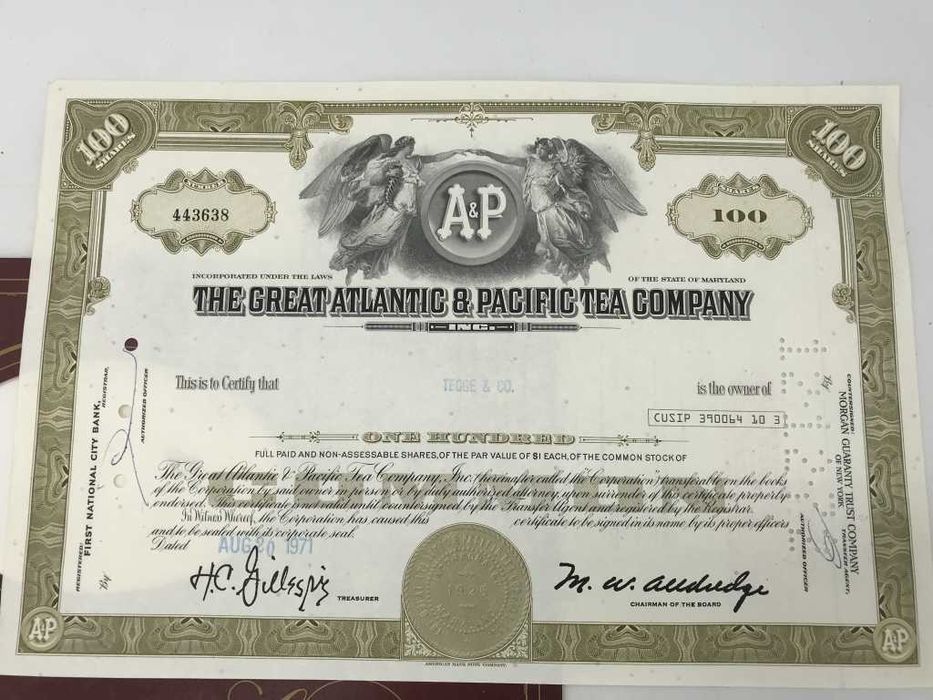 100
SHARES
100
SHARES
NUMBER
443638
A&P
SHARES
100
INCORPORATED UNDER THE LAWS
OF THE STATE OF MARYLAND
THE GREAT ATLANTIC & PACIFIC TEA COMPANY
INC.
This is to Certify that
TEGGE & CO.
is the owner of
CUSIP 390064 10 3
ONE HUNDRED
FULL PAID AND NON-ASSESSABLE SHARES, OF THE PAR VALUE OF $1 EACH, OF THE COMMON STOCK OF
The Great Atlantic & Pacific Tea Company, Inc. (hereinafter called the Corporation) transferable on the books
of the Corporation by said owner in person or by duly authorized attorney, upon surrender of this certificate properly
endorsed. This certificate is not valid until countersigned by the Transfer Agent and registered by the Registrar.
In Witness Whereof, the Corporation has caused this certificate to be signed in its name by its proper officers
and to be sealed with its corporate seal.
Dated AUG 20 1971
H.C. Gillespie
TREASURER
M. W. Alldredge
CHAIRMAN OF THE BOARD
REGISTERED:
FIRST NATIONAL CITY BANK,
REGISTRAR,
By
AUTHORIZED OFFICER
COUNTERSIGNED:
MORGAN GUARANTY TRUST COMPANY
OF NEW YORK
TRANSFER AGENT,
By
AUTHORIZED OFFICER
A&P
A&P
AMERICAN BANK NOTE COMPANY.